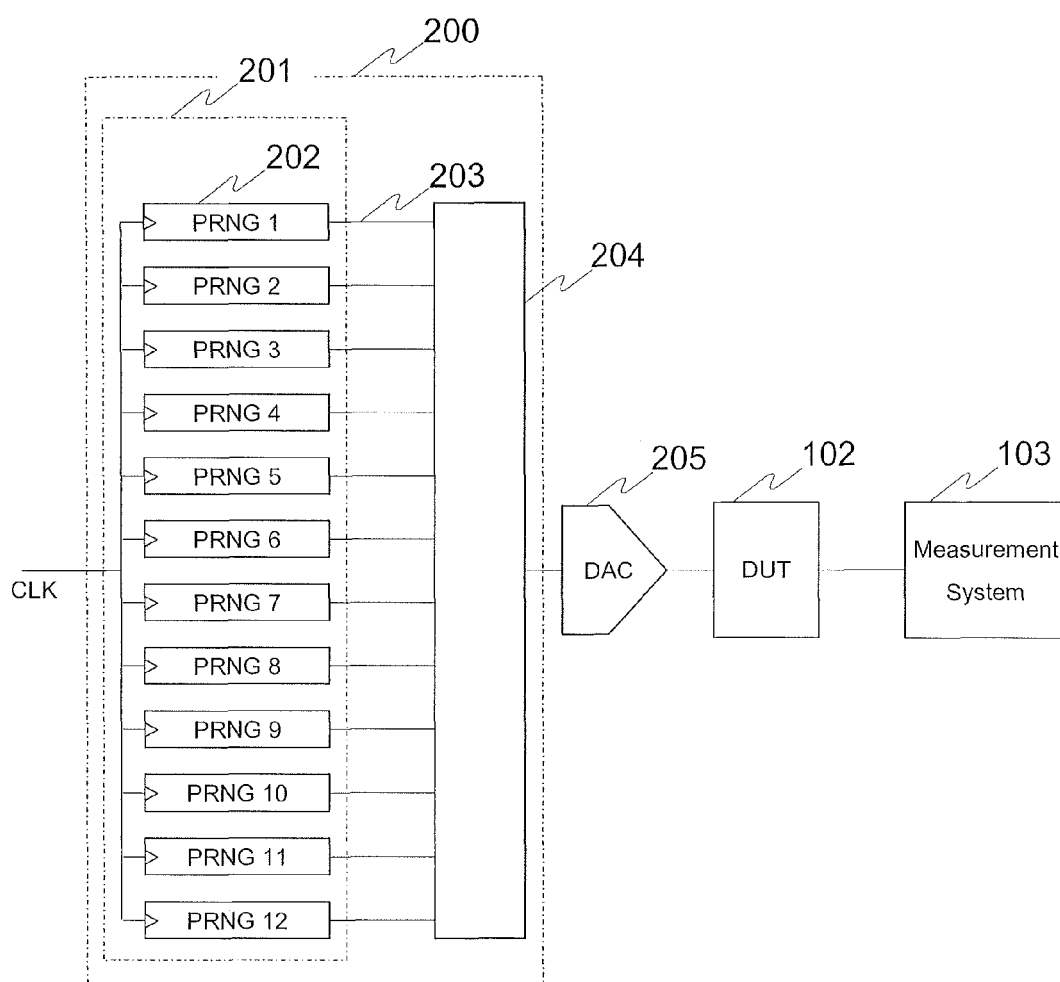 200
201
202
203
PRNG 1
204
PRNG 2
PRNG 3
PRNG 4
205
102
103
PRNG 5
PRNG 6
CLK
DAC
DUT
Measurement
System
PRNG 7
PRNG 8
PRNG 9
PRNG 10
PRNG 11
PRNG 12